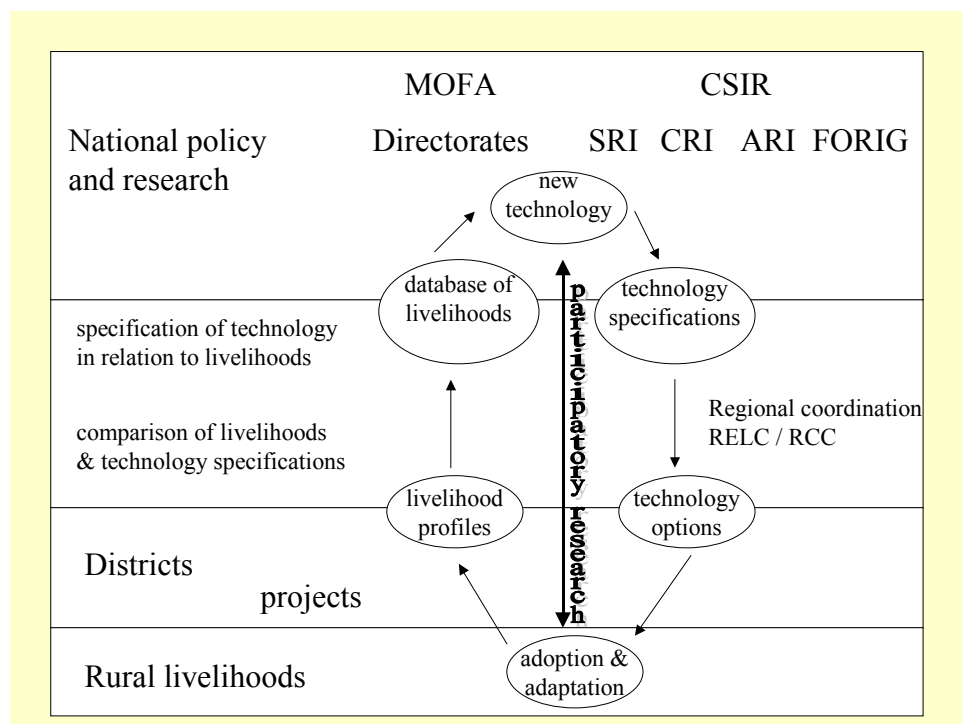 MOFA
CSIR
National policy
and research
Directorates
SRI CRI ARI FORIG
new
technology
database of
livelihoods
technology
specifications
specification of technology
in relation to livelihoods
participatory research
Regional coordination
RELC / RCC
comparison of livelihoods
& technology specifications
livelihood
profiles
technology
options
Districts
projects
Rural livelihoods
adoption &
adaptation